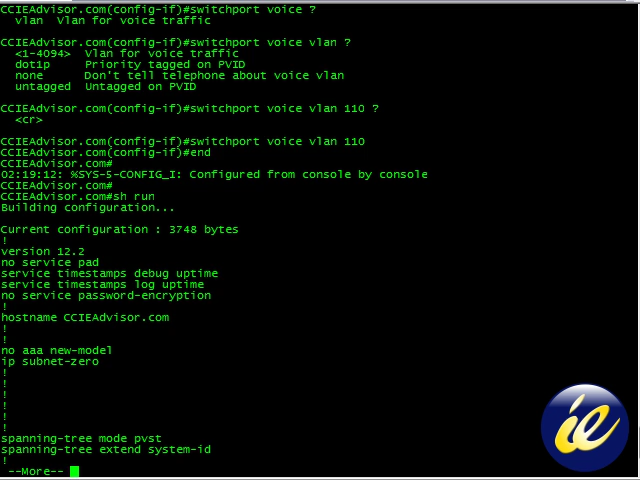 CCIEAdvisor.com(config-if)#switchport voice ?
  vlan  Vlan for voice traffic

CCIEAdvisor.com(config-if)#switchport voice vlan ?
  <1-4094>  Vlan for voice traffic
  dot1p     Priority tagged on PVID
  none      Don't tell telephone about voice vlan
  untagged  Untagged on PVID

CCIEAdvisor.com(config-if)#switchport voice vlan 110 ?
  <cr>

CCIEAdvisor.com(config-if)#switchport voice vlan 110
CCIEAdvisor.com(config-if)#end
CCIEAdvisor.com#
02:19:12: %SYS-5-CONFIG_I: Configured from console by console
CCIEAdvisor.com#
CCIEAdvisor.com#sh run
Building configuration...

Current configuration : 3748 bytes
!
version 12.2
no service pad
service timestamps debug uptime
service timestamps log uptime
no service password-encryption
!
hostname CCIEAdvisor.com
!
!
no aaa new-model
ip subnet-zero
!
!
!
!
!
!
spanning-tree mode pvst
spanning-tree extend system-id
!
 --More--
ie